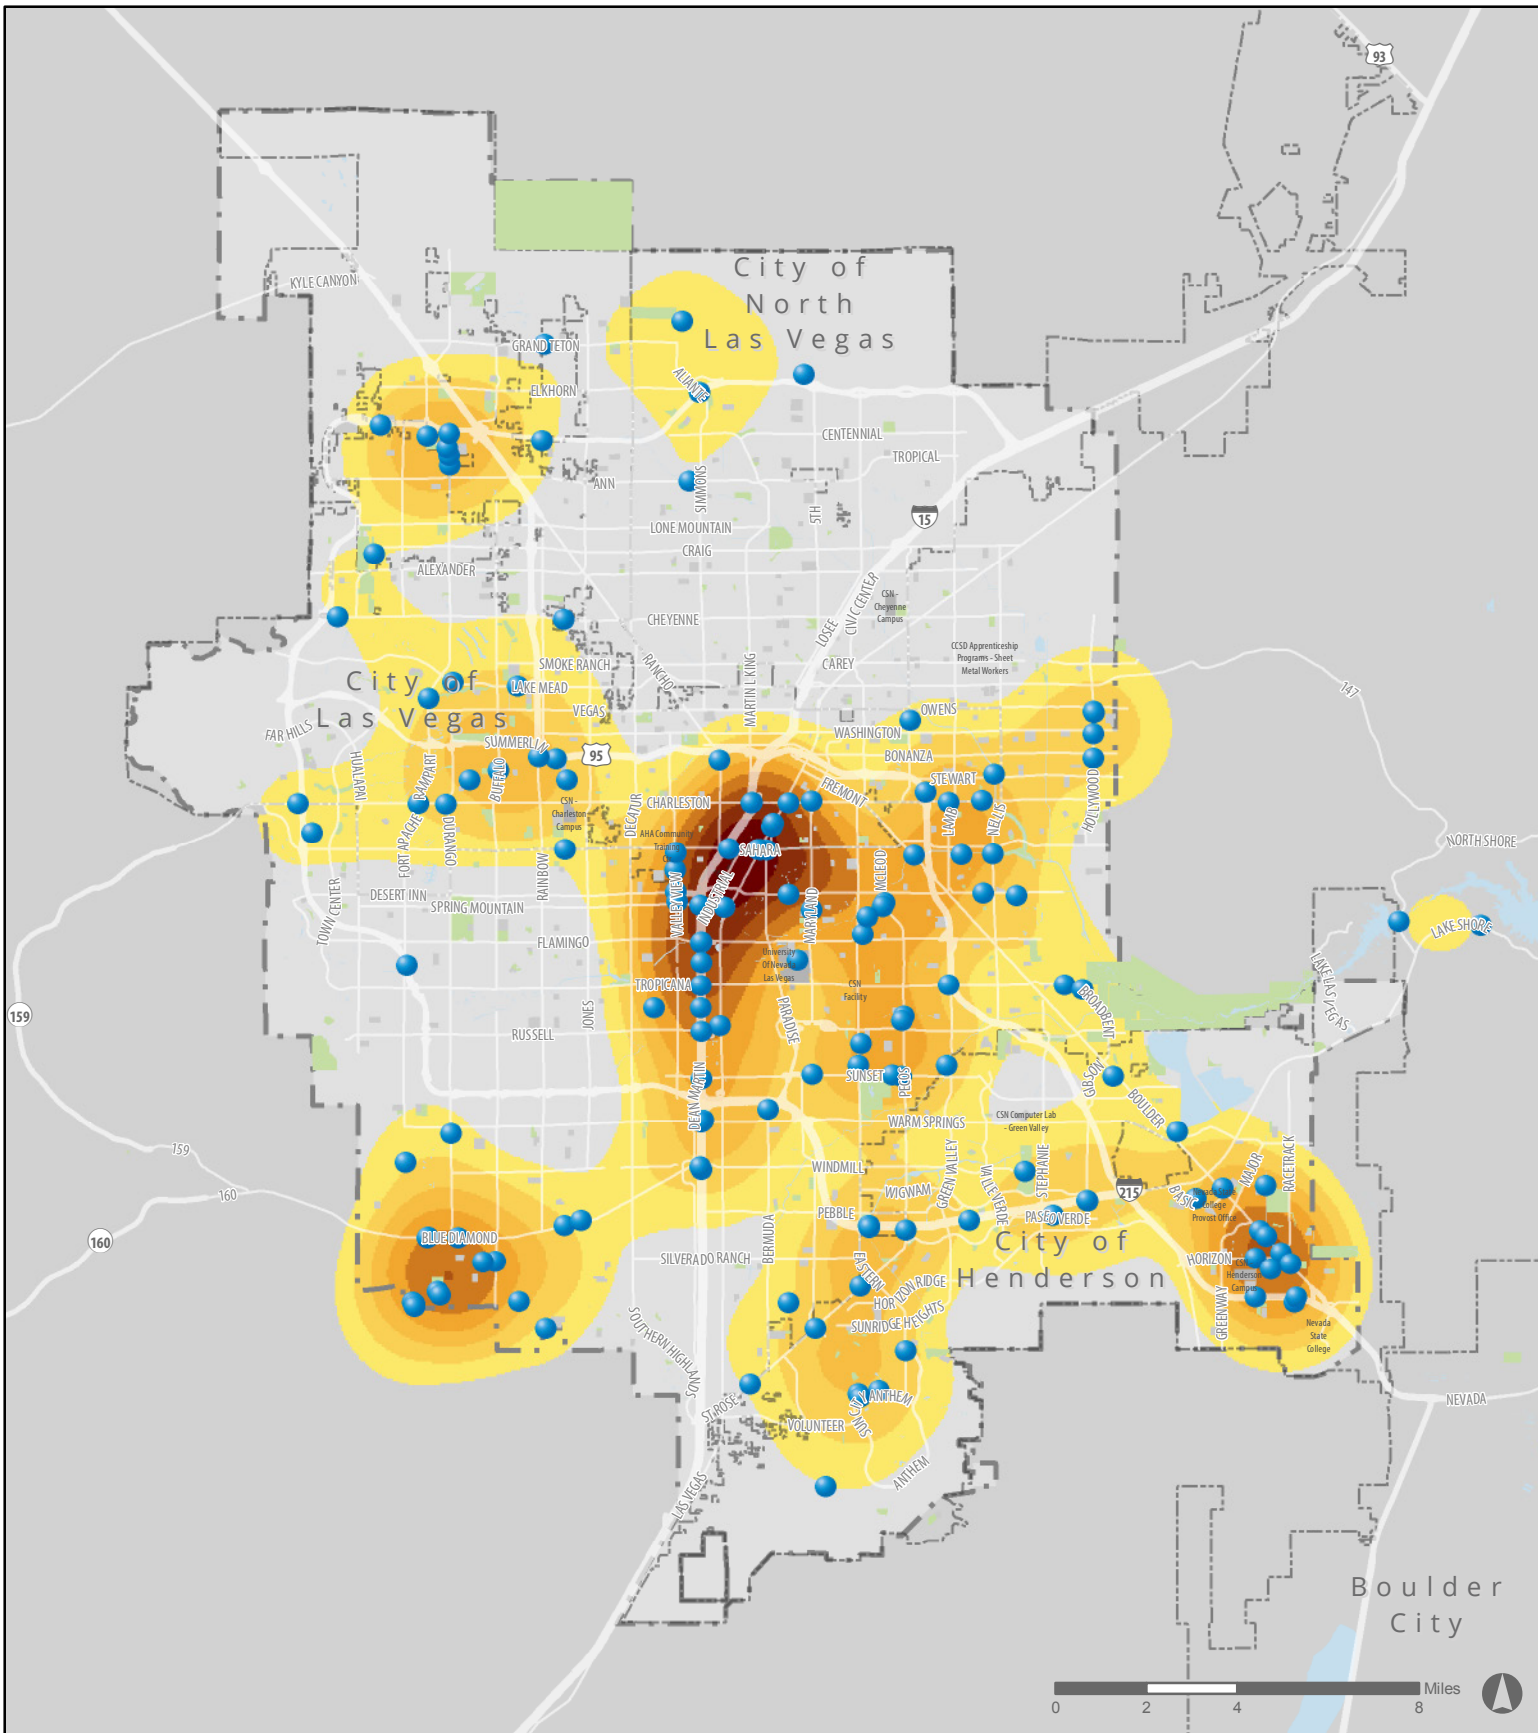 93
City of
North
Las Vegas
KYLE CANYON
GRAND TETON
ELKHORN
ALIANTE
CENTENNIAL
TROPICAL
ANN
SIMMONS
5TH
15
LONE MOUNTAIN
CRAIG
ALEXANDER
CHEYENNE
LOSEE
CIVIC CENTER
CSN -
Cheyenne
Campus
CCSD Apprenticeship
Programs - Sheet
Metal Workers
SMOKE RANCH
RANCHO
CAREY
MARTIN L KING
City of
Las Vegas
LAKE MEAD
VEGAS
147
OWENS
WASHINGTON
BONANZA
FAR HILLS
SUMMERLIN
95
HUALAPAI
RAMPART
BUFFALO
STEWART
FREMONT
CHARLESTON
DECATUR
CSN -
Charleston
Campus
LAMB
NELLIS
HOLLYWOOD
FORT APACHE
DURANGO
AHA Community
Training
SAHARA
NORTH SHORE
RAINBOW
MCLEOD
DESERT INN
SPRING MOUNTAIN
VALLEY VIEW
INDUSTRIAL
MARYLAND
TOWN CENTER
FLAMINGO
LAKE SHORE
University
Of Nevada
Las Vegas
TROPICANA
CSN
Facility
LAKE LAS VEGAS
BROADBENT
159
JONES
RUSSELL
PARADISE
SUNSET
PECOS
GIBSON
DEAN MARTIN
BOULDER
WARM SPRINGS
CSN Computer Lab
- Green Valley
159
WINDMILL
GREEN VALLEY
VALLE VERDE
STEPHANIE
MAJOR
RACETRACK
160
WIGWAM
215
BASIC
College
Provost Office
PEBBLE
PASEO VERDE
160
BLUE DIAMOND
BERMUDA
City of
Henderson
SILVERADO RANCH
HORIZON
EASTERN
CSN
Henderson
Campus
HORIZON RIDGE
SUNRIDGE HEIGHTS
GREENWAY
Nevada
State
College
SOUTHERN HIGHLANDS
ST ROSE
SUN CITY ANTHEM
VOLUNTEER
NEVADA
ANTHEM
LAS VEGAS
Boulder
City
Miles
0 2 4 8